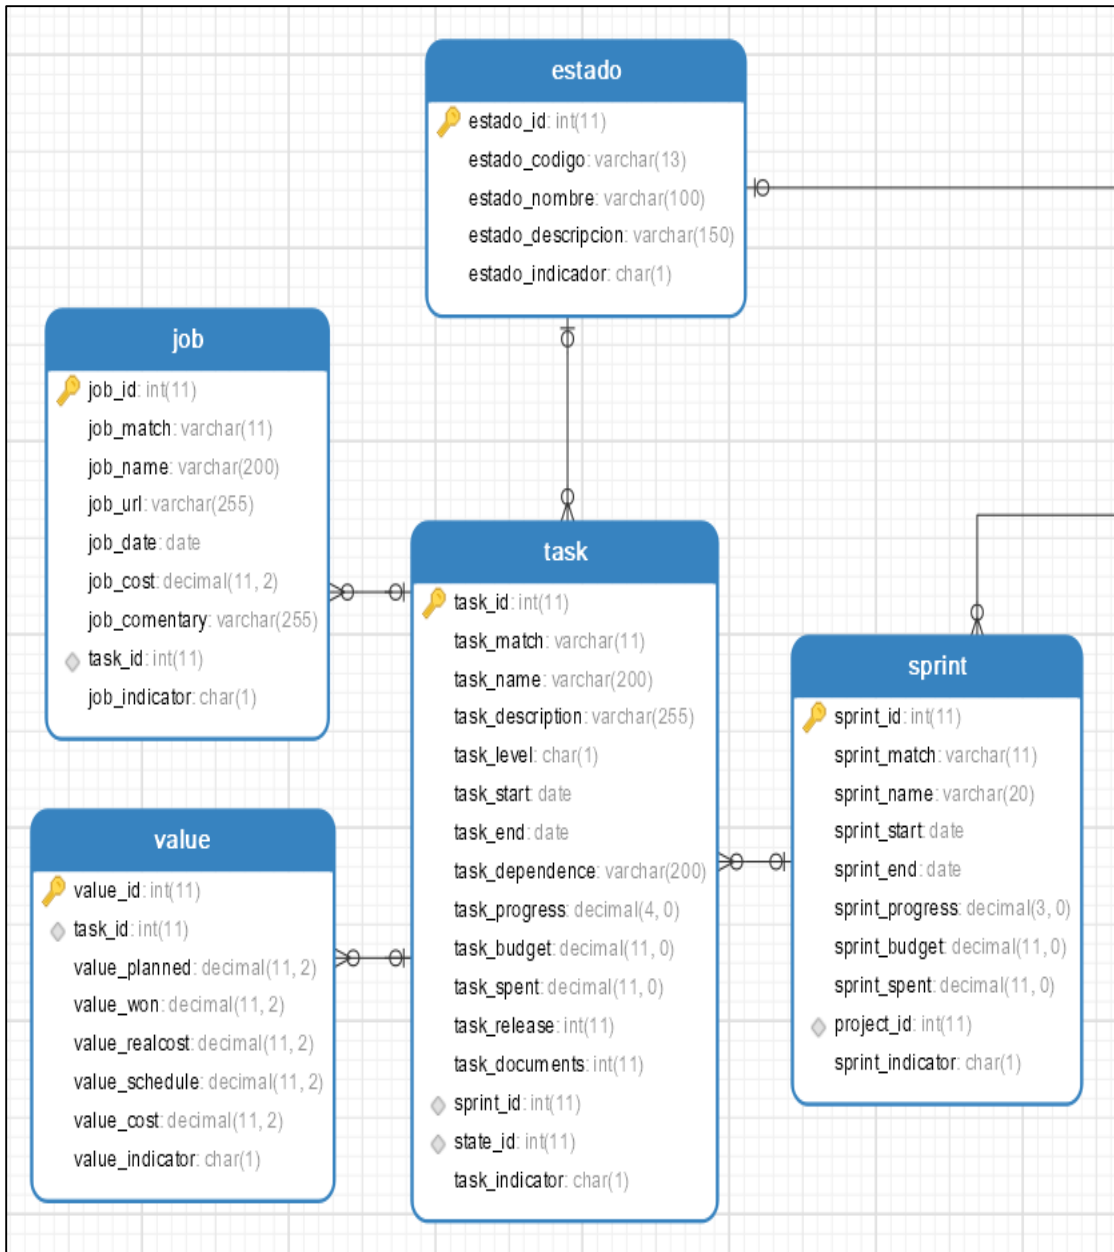 estado
estado_id: int(11)
estado_codigo: varchar(13)
estado_nombre: varchar(100)
estado_descripcion: varchar(150)
estado_indicador: char(1)
job
job_id: int(11)
job_match: varchar(11)
job_name: varchar(200)
job_url: varchar(255)
job_date: date
job_cost: decimal(11, 2)
job_comentary: varchar(255)
task_id: int(11)
job_indicator: char(1)
task
task_id: int(11)
task_match: varchar(11)
task_name: varchar(200)
task_description: varchar(255)
task_level: char(1)
task_start: date
task_end: date
task_dependence: varchar(200)
task_progress: decimal(4, 0)
task_budget: decimal(11, 0)
task_spent: decimal(11, 0)
task_release: int(11)
task_documents: int(11)
sprint_id: int(11)
state_id: int(11)
task_indicator: char(1)
sprint
sprint_id: int(11)
sprint_match: varchar(11)
sprint_name: varchar(20)
sprint_start: date
sprint_end: date
sprint_progress: decimal(3, 0)
sprint_budget: decimal(11, 0)
sprint_spent: decimal(11, 0)
project_id: int(11)
sprint_indicator: char(1)
value
value_id: int(11)
task_id: int(11)
value_planned: decimal(11, 2)
value_won: decimal(11, 2)
value_realcost: decimal(11, 2)
value_schedule: decimal(11, 2)
value_cost: decimal(11, 2)
value_indicator: char(1)